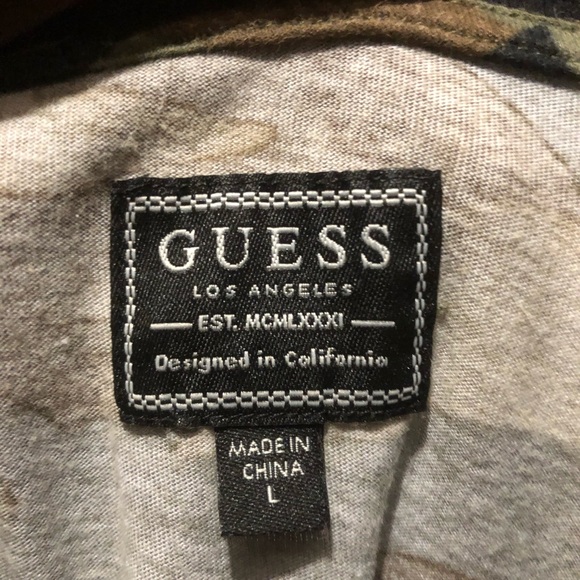 GUESS
LOS ANGELES
EST. MCMLXXXI
Designed in California
MADE IN
CHINA
L